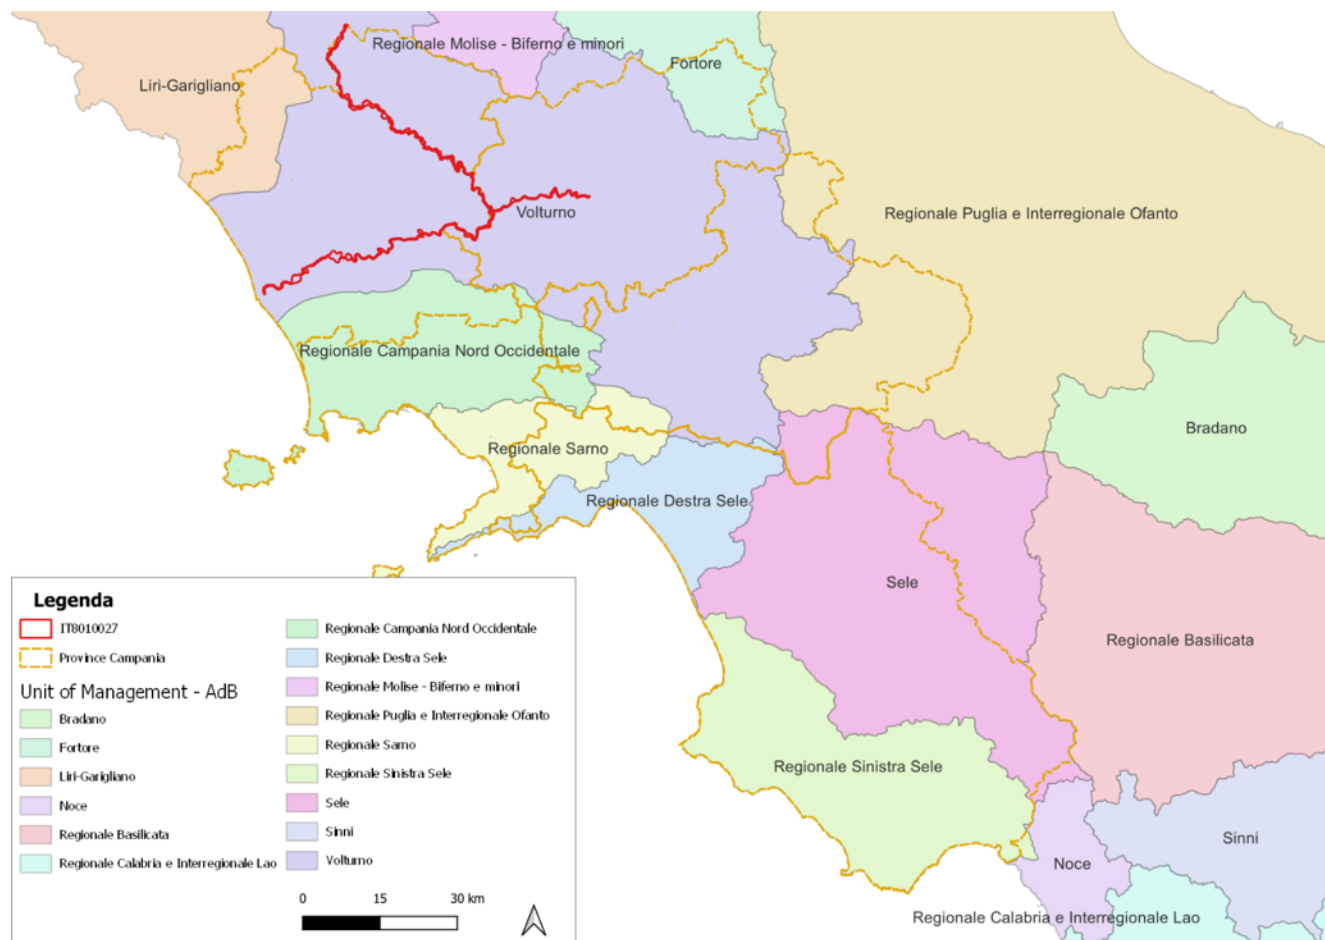 Regionale Molise - Biferno e minori
Fortore
Liri-Garigliano
Volturno
Regionale Puglia e Interregionale Ofanto
Regionale Campania Nord Occidentale
Bradano
Regionale Sarno
Regionale Destra Sele
Sele
Regionale Basilicata
Regionale Sinistra Sele
Sinni
Noce
Regionale Calabria e Interregionale Lao
Legenda
IT8010027
Province Campania
Unit of Management - AdB
Bradano
Fortore
Liri-Garigliano
Noce
Regionale Basilicata
Regionale Calabria e Interregionale Lao
Regionale Campania Nord Occidentale
Regionale Destra Sele
Regionale Molise - Biferno e minori
Regionale Puglia e Interregionale Ofanto
Regionale Sarno
Regionale Sinistra Sele
Sele
Sinni
Volturno
0 15 30 km